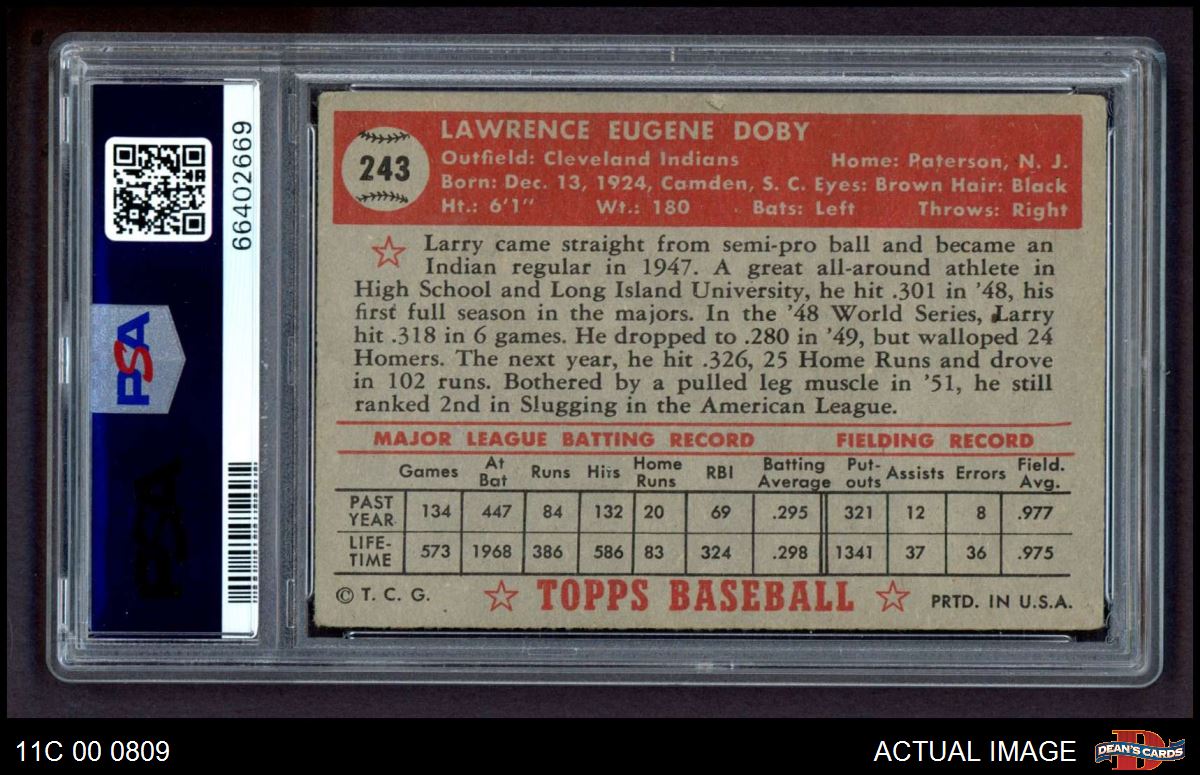 66402669
PSA
PSA
243
LAWRENCE EUGENE DOBY
Outfield: Cleveland Indians Home: Paterson, N. J.
Born: Dec. 13, 1924, Camden, S. C. Eyes: Brown Hair: Black
Ht.: 6'1" Wt.: 180 Bats: Left Throws: Right
Larry came straight from semi-pro ball and became an
Indian regular in 1947. A great all-around athlete in
High School and Long Island University, he hit .301 in '48, his
first full season in the majors. In the '48 World Series, Larry
hit .318 in 6 games. He dropped to .280 in '49, but walloped 24
Homers. The next year, he hit .326, 25 Home Runs and drove
in 102 runs. Bothered by a pulled leg muscle in '51, he still
ranked 2nd in Slugging in the American League.
MAJOR LEAGUE BATTING RECORD FIELDING RECORD
Games At Bat Runs Hits Home Runs RBI Batting Average Put-outs Assists Errors Field. Avg.
PAST YEAR 134 447 84 132 20 69 .295 321 12 8 .977
LIFE-TIME 573 1968 386 586 83 324 .298 1341 37 36 .975
© T. C. G. TOPPS BASEBALL PRTD. IN U.S.A.
11C 00 0809 ACTUAL IMAGE DEAN'S CARDS